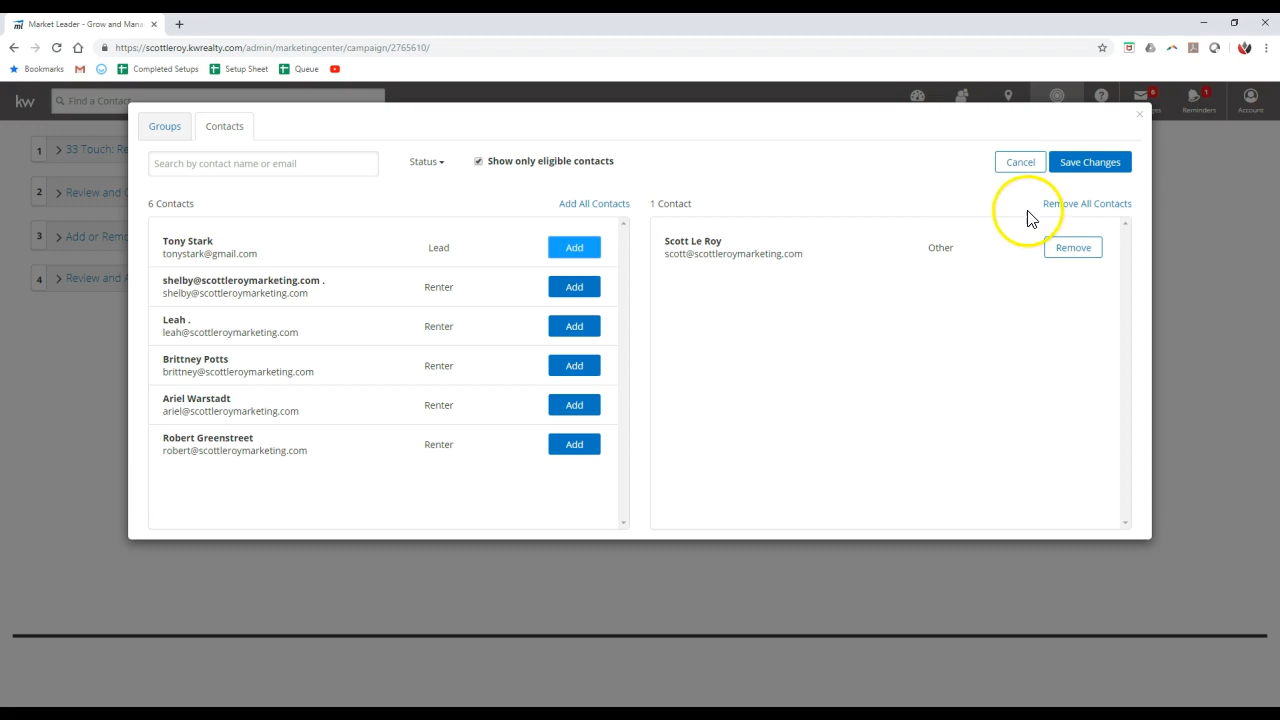 Market Leader - Grow and Mana
https://scottleroy.kwrealty.com/admin/marketingcenter/campaign/2765610/
Bookmarks
Completed Setups
Setup Sheet
Queue
kw
Find a Contact
6
1
Reminders
Account
Groups
Contacts
1
33 Touch: Re
2
Review and
3
Add or Remo
4
Review and A
Search by contact name or email
Status
Show only eligible contacts
Cancel
Save Changes
6 Contacts
Add All Contacts
1 Contact
Remove All Contacts
Tony Stark
tonystark@gmail.com
Lead
Add
shelby@scottleroymarketing.com .
shelby@scottleroymarketing.com
Renter
Add
Leah .
leah@scottleroymarketing.com
Renter
Add
Brittney Potts
brittney@scottleroymarketing.com
Renter
Add
Ariel Warstadt
ariel@scottleroymarketing.com
Renter
Add
Robert Greenstreet
robert@scottleroymarketing.com
Renter
Add
Scott Le Roy
scott@scottleroymarketing.com
Other
Remove